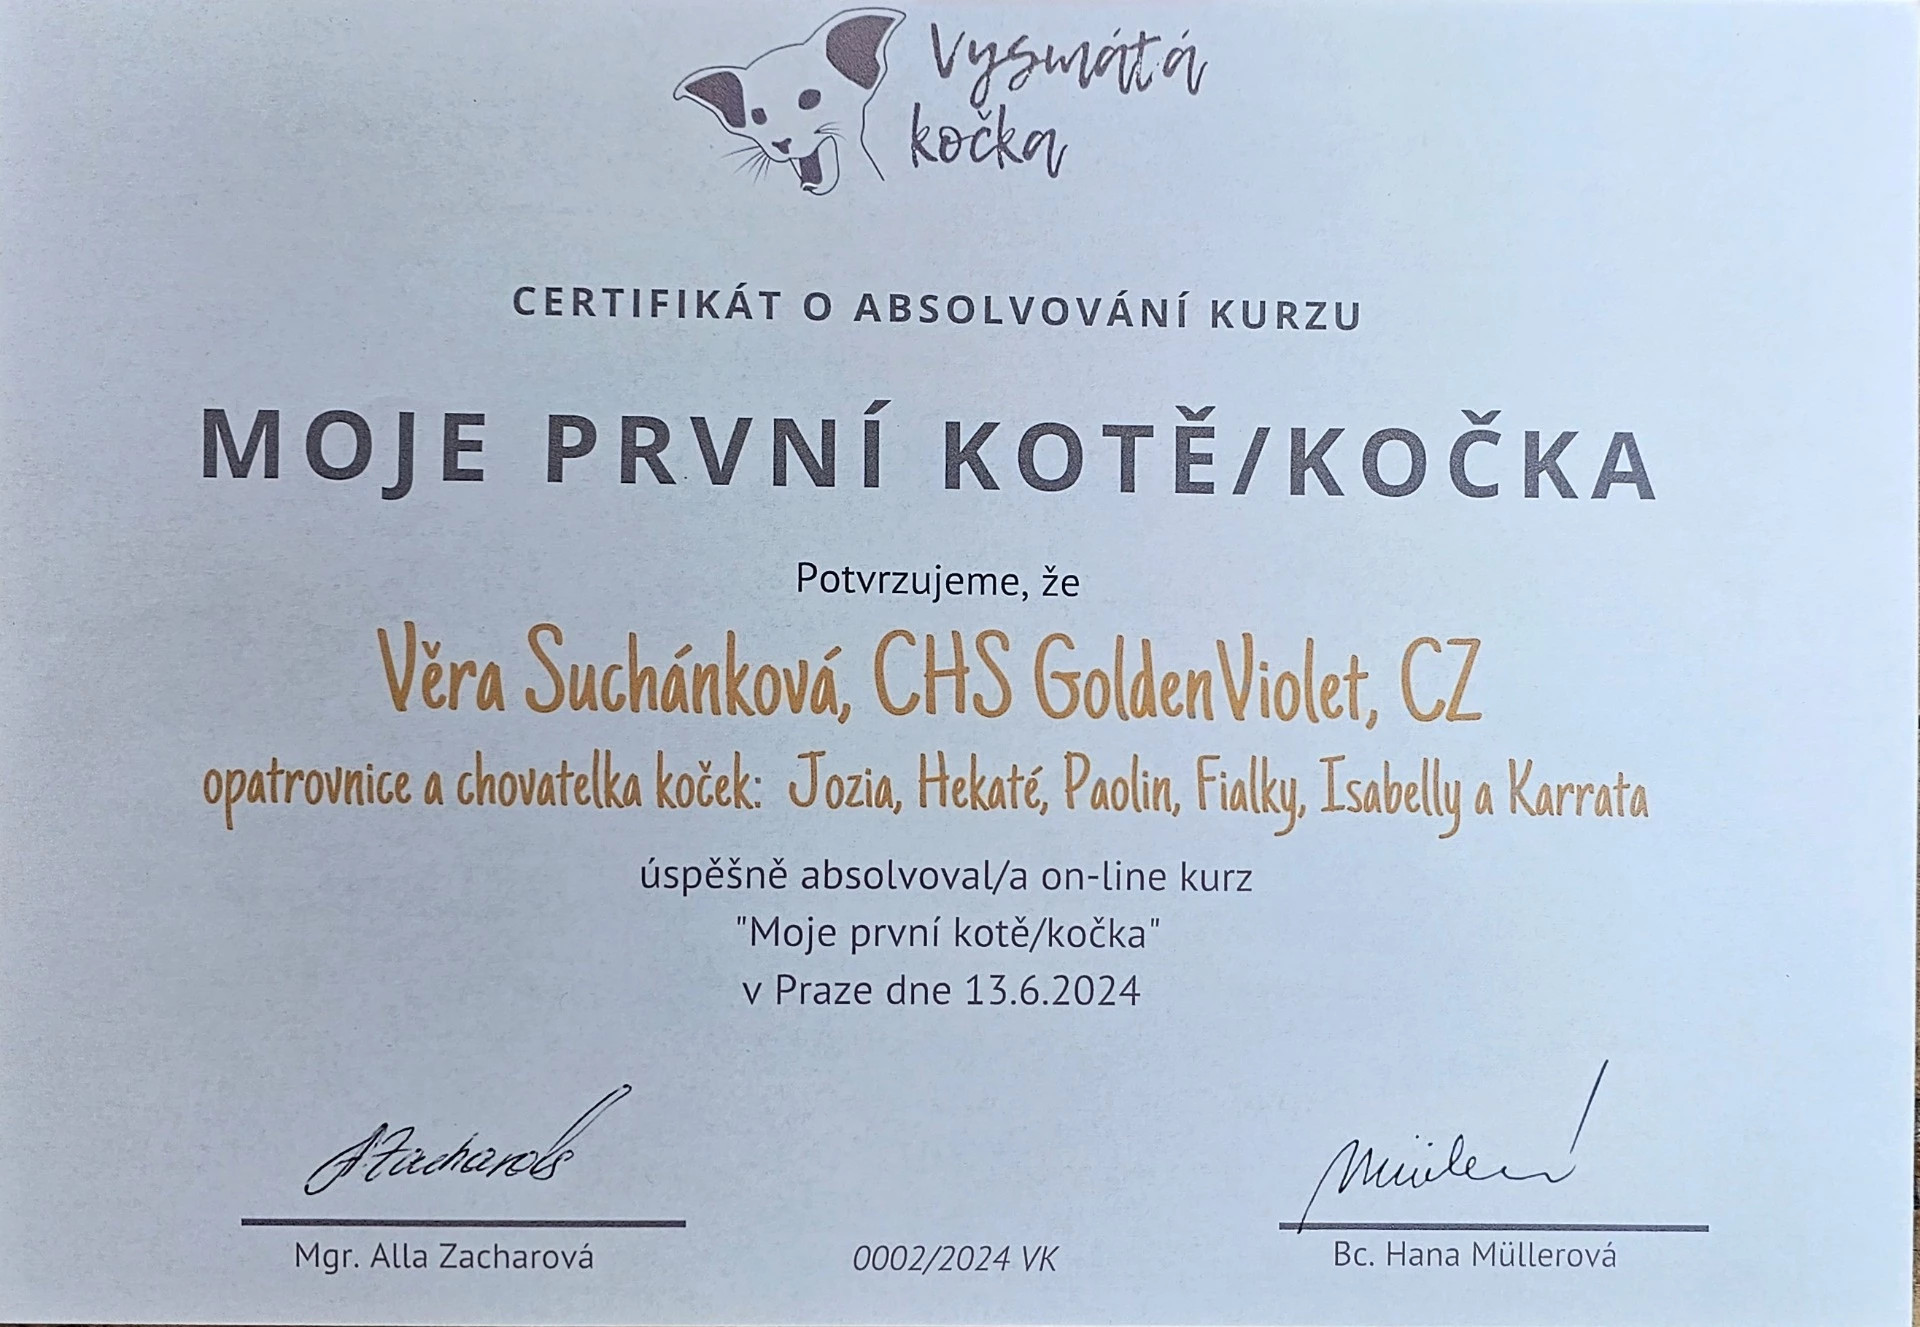 Vysmátá
kočka
CERTIFIKÁT O ABSOLVOVÁNÍ KURZU
MOJE PRVNÍ KOTĚ/KOČKA
Potvrzujeme, že
Věra Suchánková, CHS GoldenViolet, CZ
opatrovnice a chovatelka koček: Jozia, Hekaté, Paolin, Fialky, Isabelly a Karrata
úspěšně absolvoval/a on-line kurz
"Moje první kotě/kočka"
v Praze dne 13.6.2024
Mgr. Alla Zacharová
0002/2024 VK
Bc. Hana Müllerová